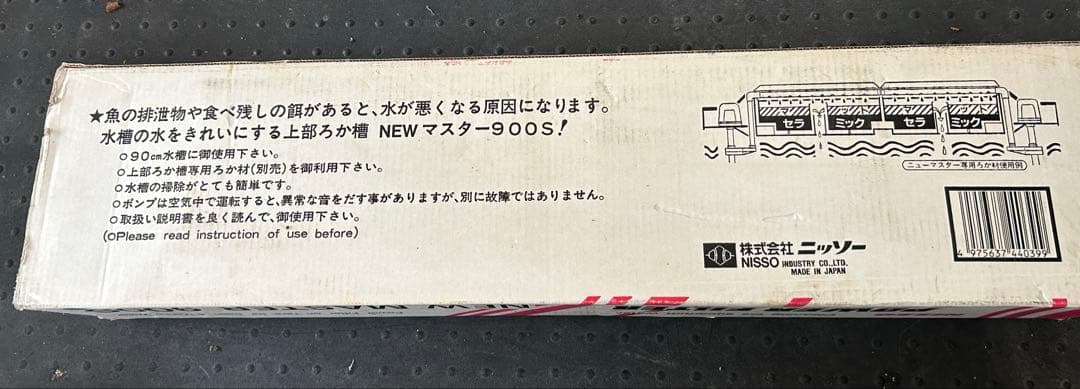 ★魚の排泄物や食べ残しの餌があると、水が悪くなる原因になります。
水槽の水をきれいにする上部ろか槽 NEWマスター900S!
○90cm水槽に御使用下さい。
○上部ろか槽専用ろか材(別売)を御利用下さい。
○水槽の掃除がとても簡単です。
○ポンプは空気中で運転すると、異常な音をだす事がありますが、別に故障ではありません。
○取扱い説明書を良く読んで、御使用下さい。
(○Please read instruction of use before)
セラ ミック セラ ミック
ニューマスター専用ろか材使用例
株式会社 ニッソー
NISSO INDUSTRY CO.,LTD.
MADE IN JAPAN
4 975637 440399